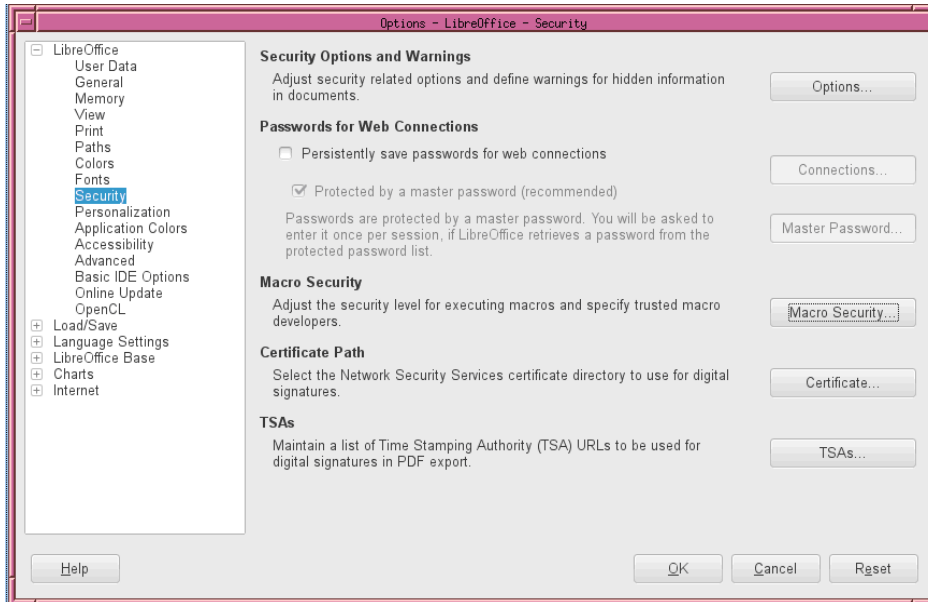 Options - LibreOffice - Security
LibreOffice
User Data
General
Memory
View
Print
Paths
Colors
Fonts
Security
Personalization
Application Colors
Accessibility
Advanced
Basic IDE Options
Online Update
OpenCL
Load/Save
Language Settings
LibreOffice Base
Charts
Internet
Security Options and Warnings
Adjust security related options and define warnings for hidden information
in documents.
Options...
Passwords for Web Connections
Persistently save passwords for web connections
Connections...
Protected by a master password (recommended)
Passwords are protected by a master password. You will be asked to
enter it once per session, if LibreOffice retrieves a password from the
protected password list.
Master Password...
Macro Security
Adjust the security level for executing macros and specify trusted macro
developers.
Macro Security...
Certificate Path
Select the Network Security Services certificate directory to use for digital
signatures.
Certificate...
TSAs
Maintain a list of Time Stamping Authority (TSA) URLs to be used for
digital signatures in PDF export.
TSAs...
Help
OK
Cancel
Reset